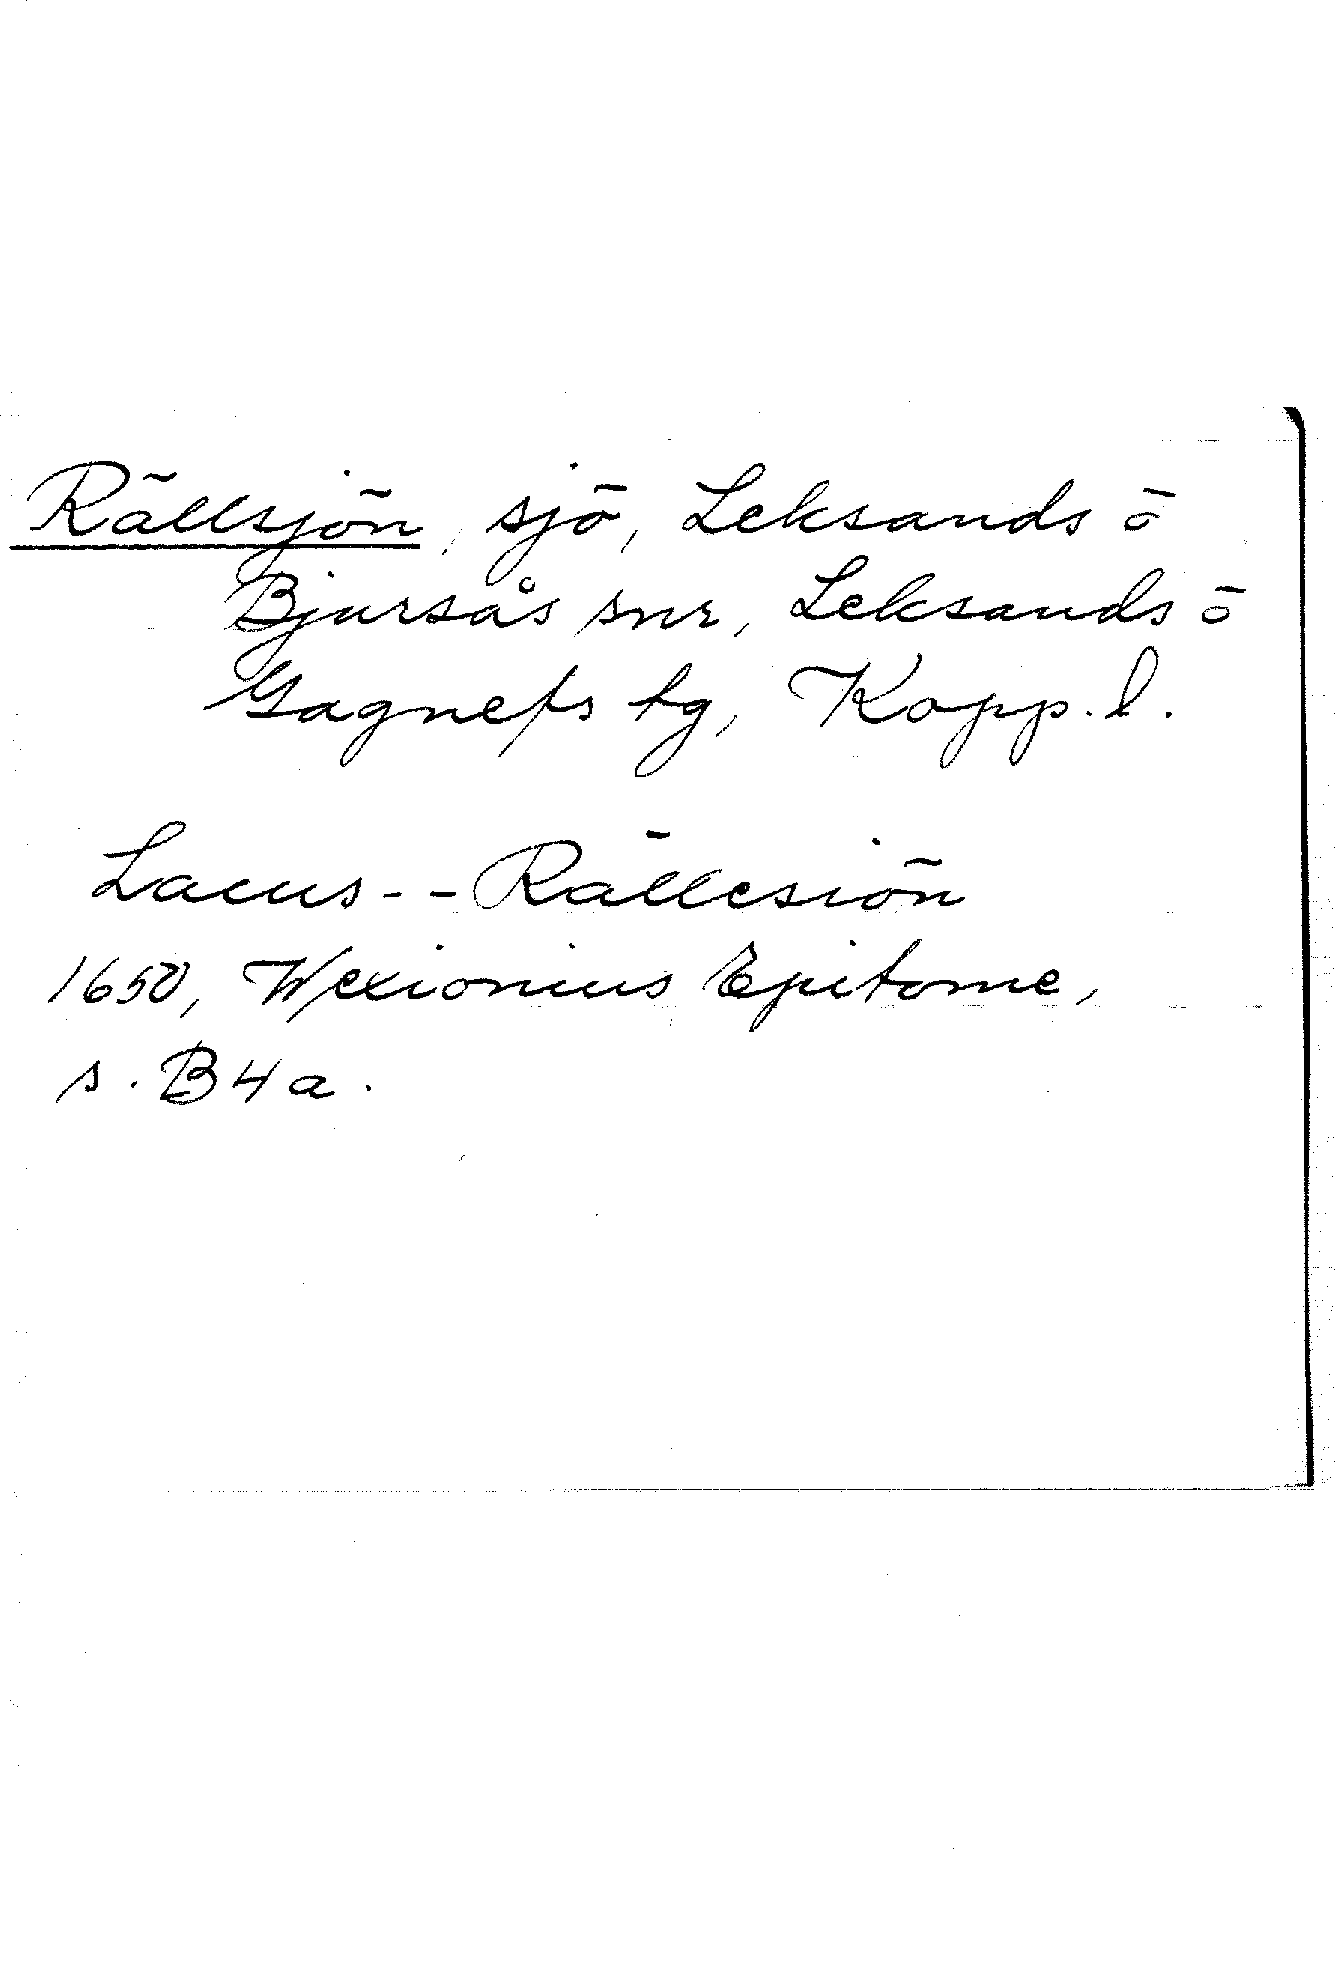 Rällsjön, sjö, Leksands ö
Bjursås snr, Leksands ö
Gagnefs tg, Kopp. l.
Lacus -- Rällesiön
1650, Wexionius Epitome,
s. B4a.